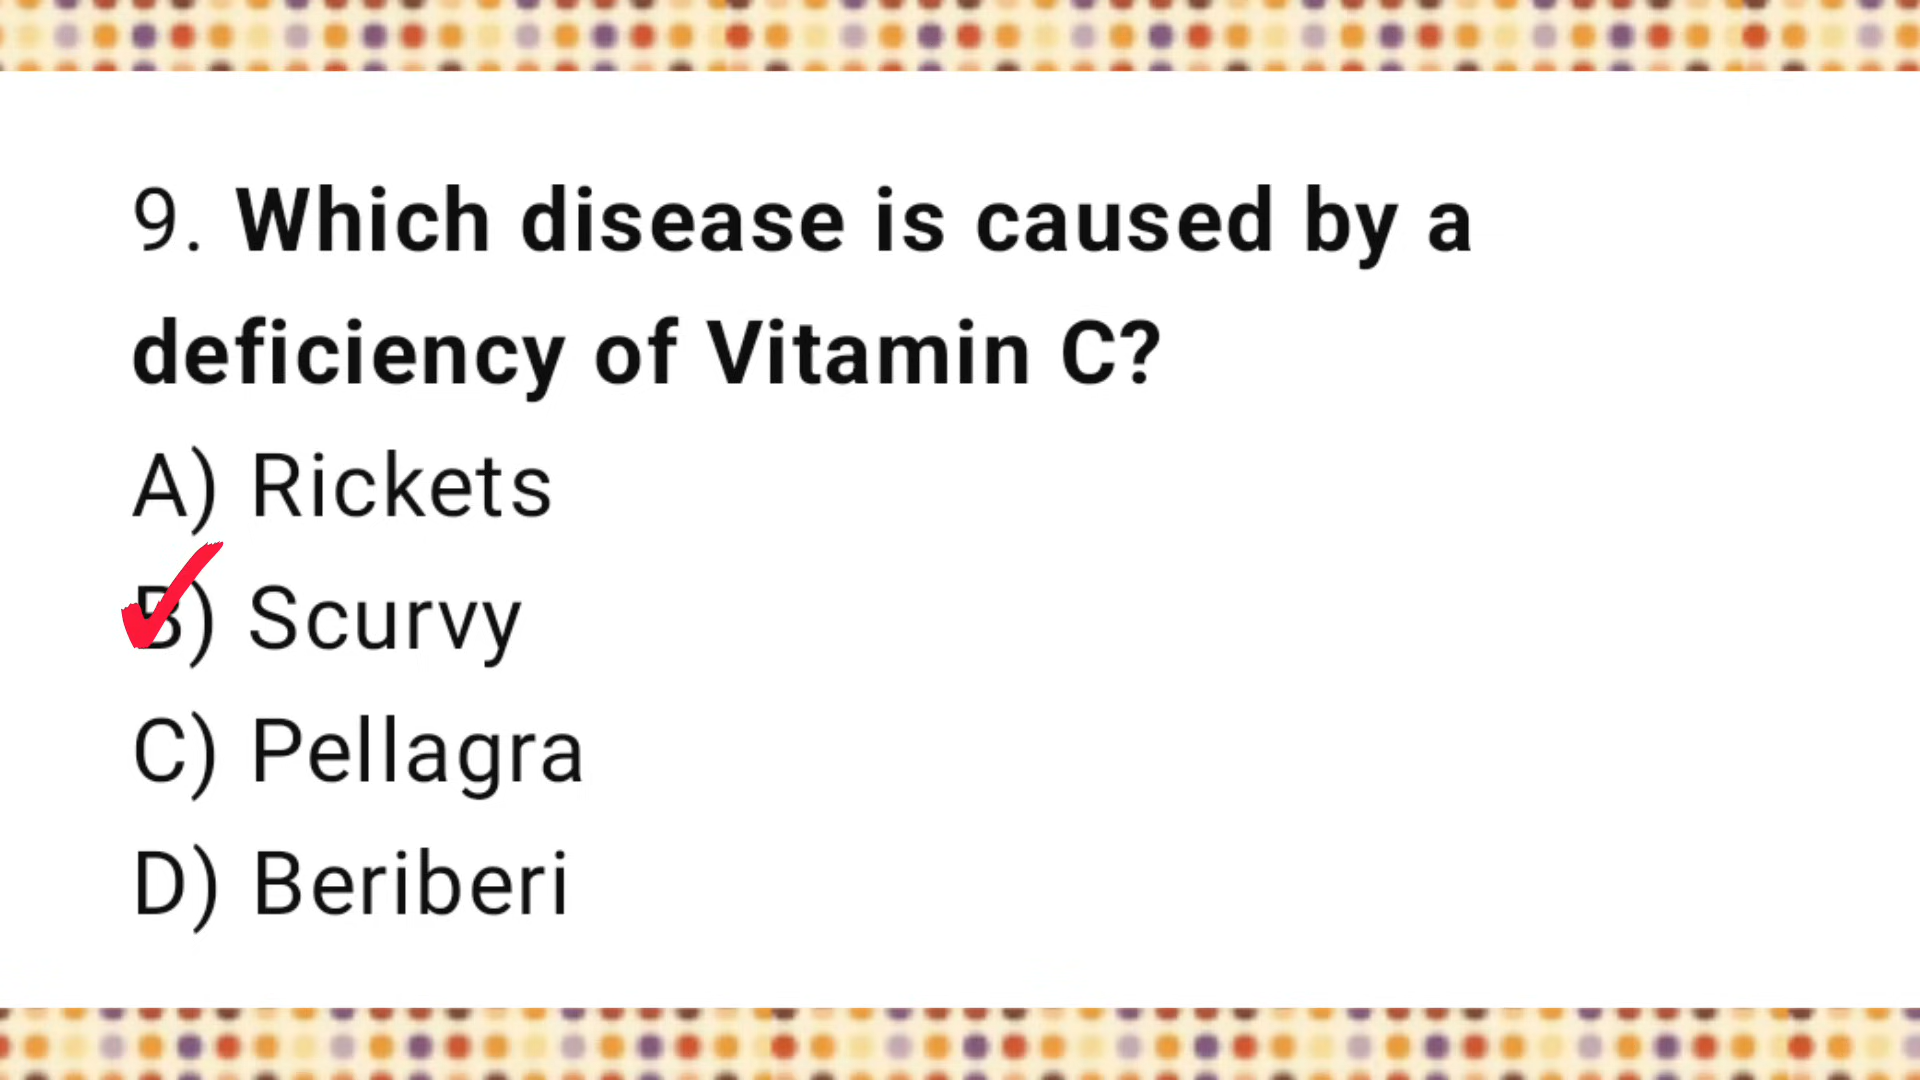 9. Which disease is caused by a
deficiency of Vitamin C?
A) Rickets
B) Scurvy
C) Pellagra
D) Beriberi